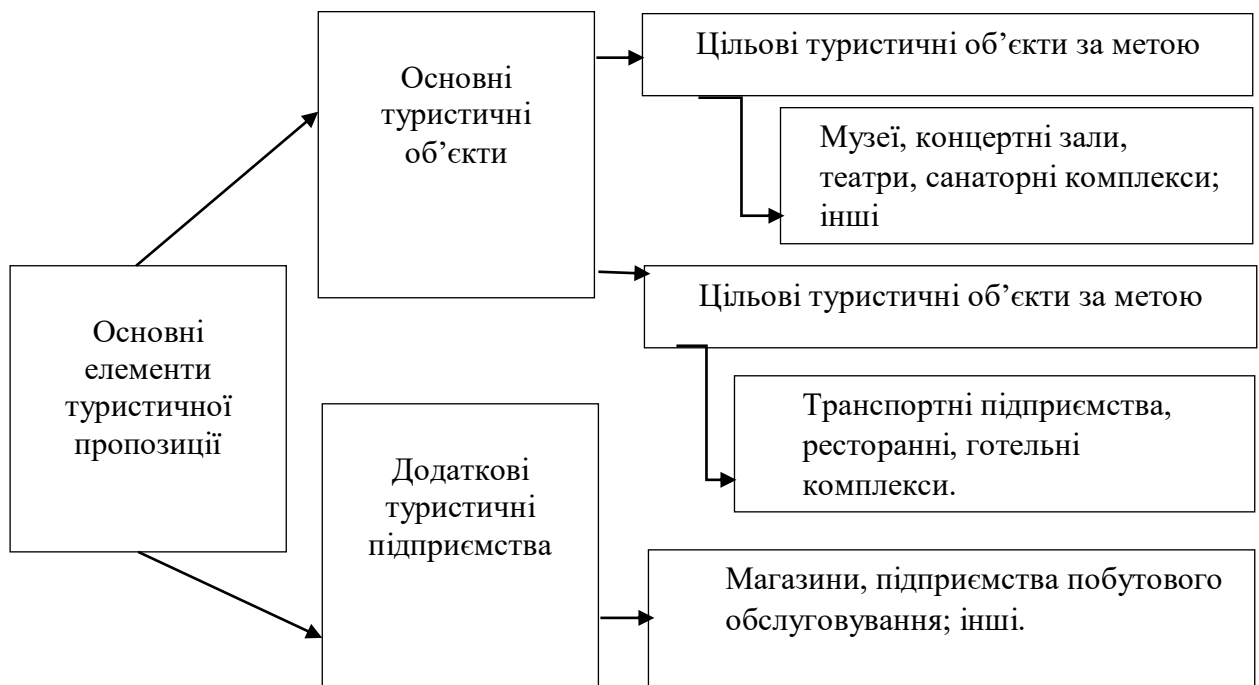 Основні
елементи
туристичної
пропозиції
Основні
туристичні
об’єкти
Цільові туристичні об’єкти за метою
Музеї, концертні зали,
театри, санаторні комплекси;
інші
Цільові туристичні об’єкти за метою
Транспортні підприємства,
ресторанні, готельні
комплекси.
Додаткові
туристичні
підприємства
Магазини, підприємства побутового
обслуговування; інші.